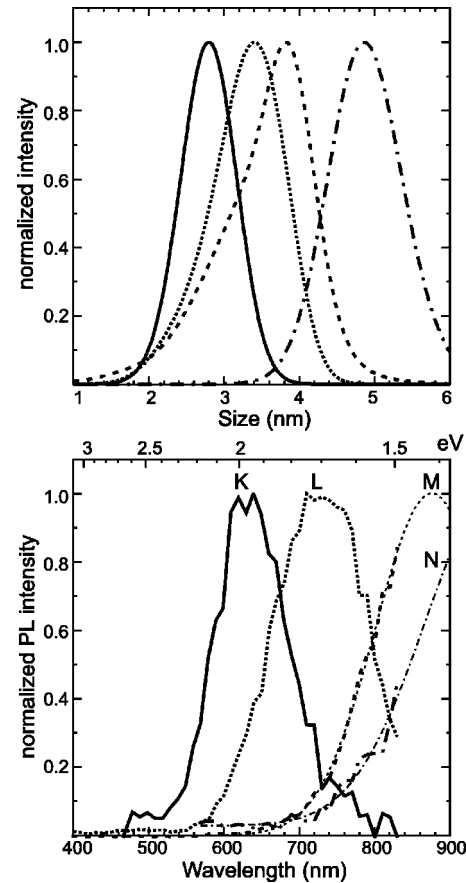 1.0
0.8
0.6
0.4
0.2
normalized intensity
1 2 3 4 5 6
Size (nm)
3 2.5 2 1.5 eV
K L M
N
1.0
0.8
0.6
0.4
0.2
normalized PL intensity
400 500 600 700 800 900
Wavelength (nm)